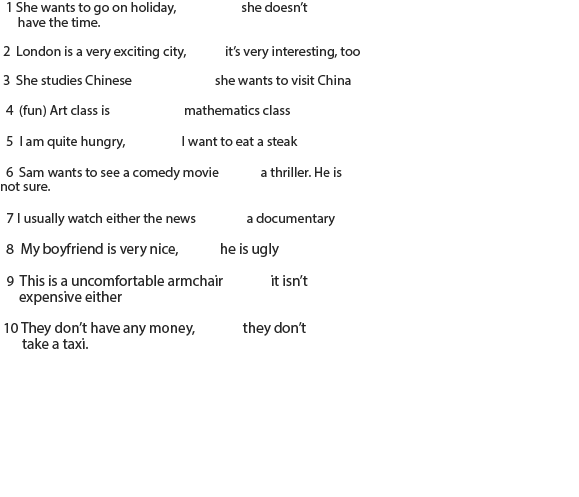 1 She wants to go on holiday, she doesn't
have the time.
2 London is a very exciting city, it's very interesting, too
3 She studies Chinese she wants to visit China
4 (fun) Art class is mathematics class
5 I am quite hungry, I want to eat a steak
6 Sam wants to see a comedy movie a thriller. He is
not sure.
7 I usually watch either the news a documentary
8 My boyfriend is very nice, he is ugly
9 This is a uncomfortable armchair it isn't
expensive either
10 They don't have any money, they don't
take a taxi.